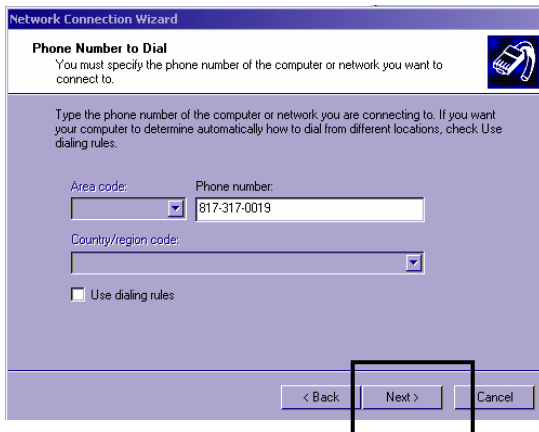 Network Connection Wizard
Phone Number to Dial
You must specify the phone number of the computer or network you want to
connect to.
Type the phone number of the computer or network you are connecting to. If you want
your computer to determine automatically how to dial from different locations, check Use
dialing rules.
Area code: Phone number:
817-317-0019
Country/region code:
Use dialing rules
< Back Next > Cancel